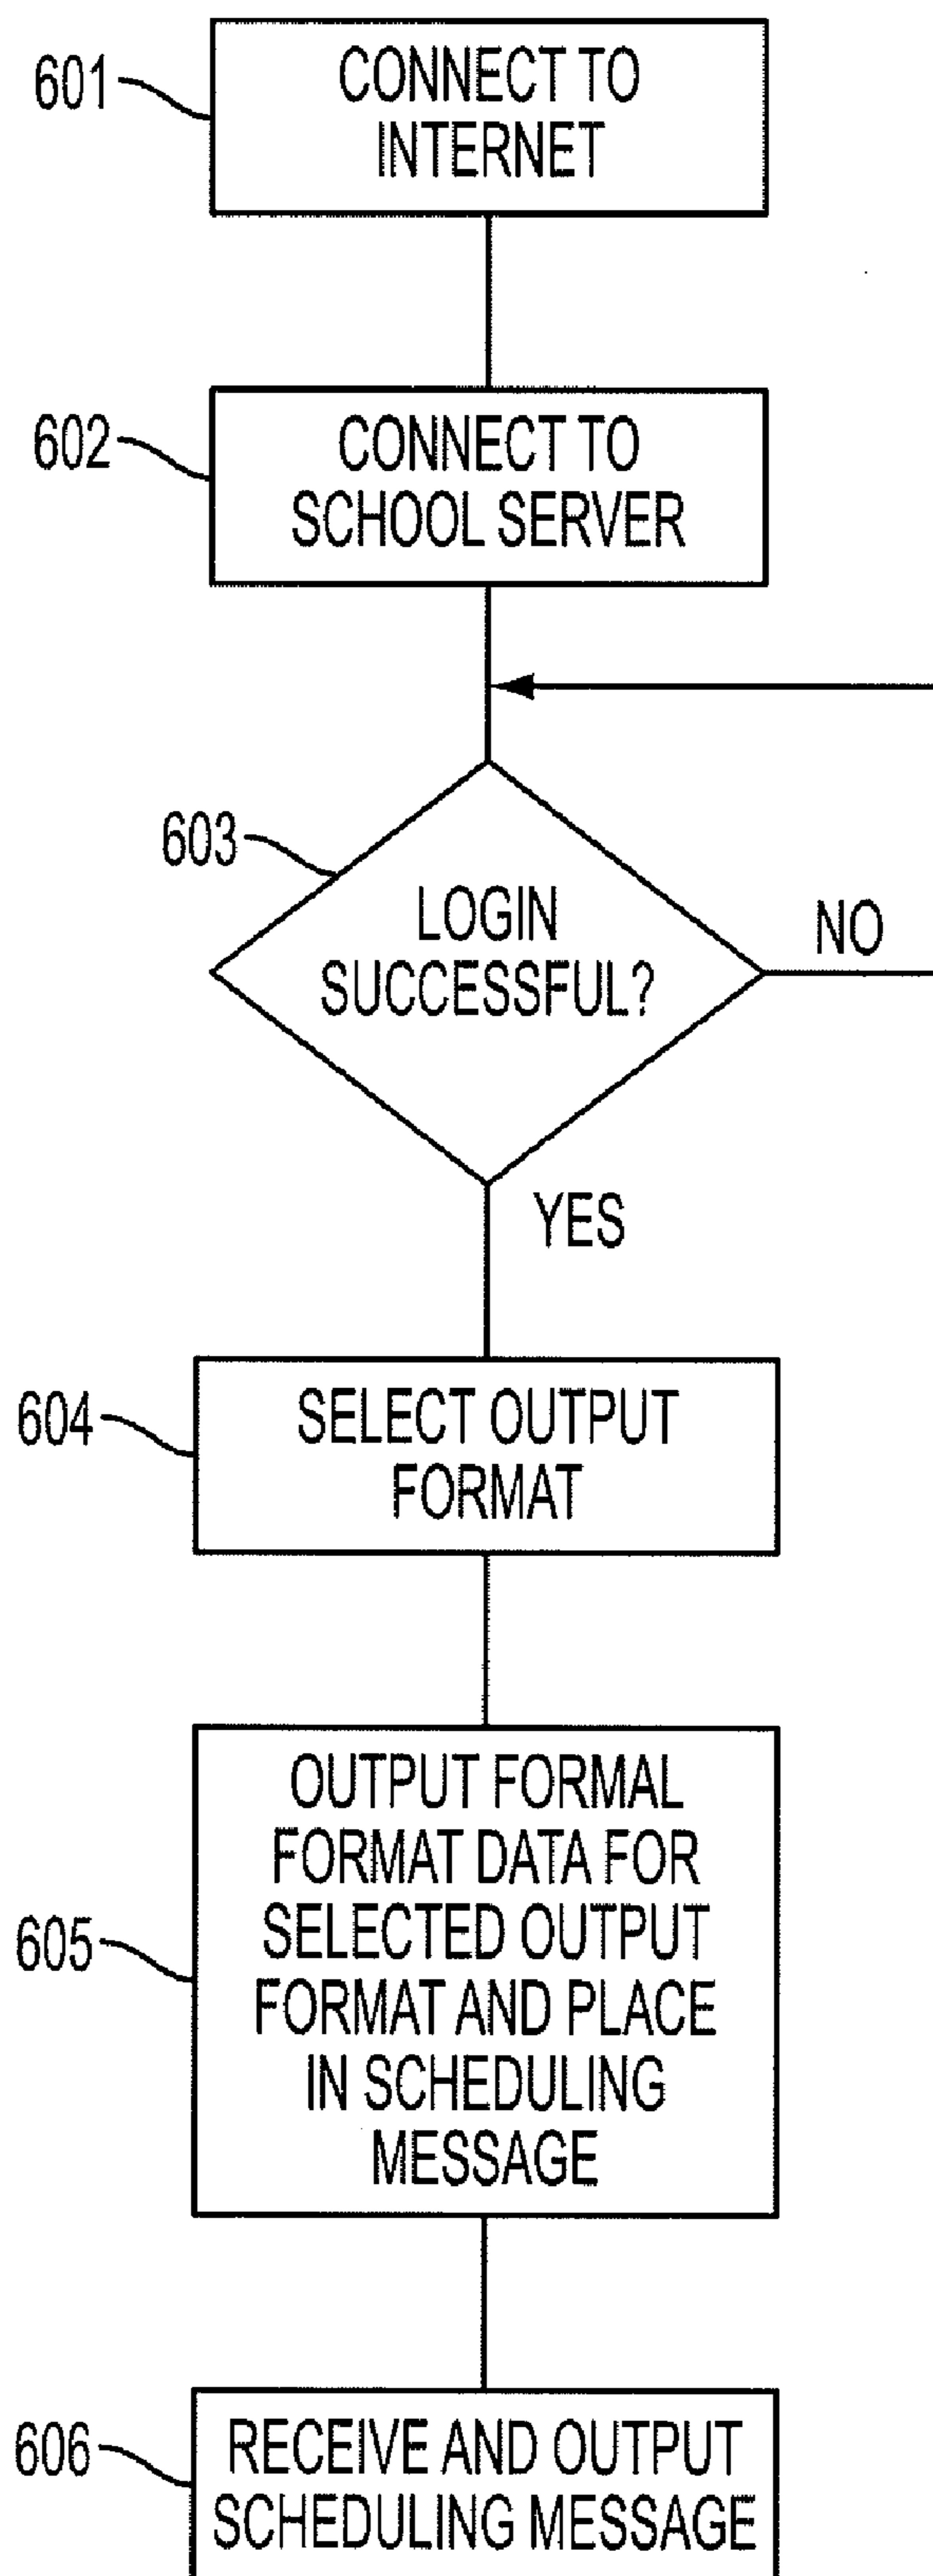 601
CONNECT TO
INTERNET
602
CONNECT TO
SCHOOL SERVER
603
LOGIN
SUCCESSFUL?
NO
YES
604
SELECT OUTPUT
FORMAT
605
OUTPUT FORMAL
FORMAT DATA FOR
SELECTED OUTPUT
FORMAT AND PLACE
IN SCHEDULING
MESSAGE
606
RECEIVE AND OUTPUT
SCHEDULING MESSAGE